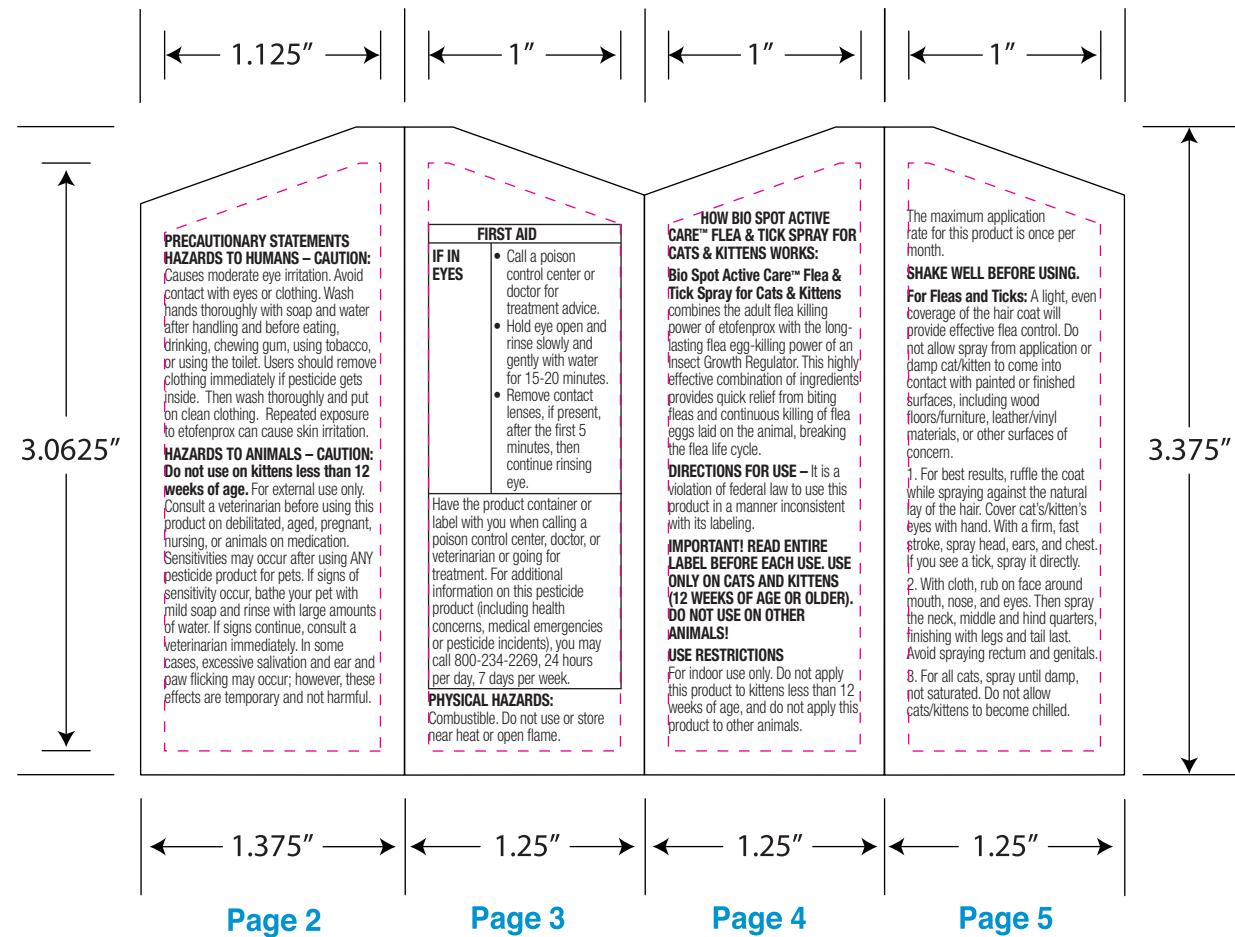 1.125″
1″
1″
1″
3.0625″
3.375″
PRECAUTIONARY STATEMENTS
HAZARDS TO HUMANS – CAUTION:
Causes moderate eye irritation. Avoid
contact with eyes or clothing. Wash
hands thoroughly with soap and water
after handling and before eating,
drinking, chewing gum, using tobacco,
or using the toilet. Users should remove
clothing immediately if pesticide gets
inside. Then wash thoroughly and put
on clean clothing. Repeated exposure
to etofenprox can cause skin irritation.
HAZARDS TO ANIMALS – CAUTION:
Do not use on kittens less than 12
weeks of age. For external use only.
Consult a veterinarian before using this
product on debilitated, aged, pregnant,
nursing, or animals on medication.
Sensitivities may occur after using ANY
pesticide product for pets. If signs of
sensitivity occur, bathe your pet with
mild soap and rinse with large amounts
of water. If signs continue, consult a
veterinarian immediately. In some
cases, excessive salivation and ear and
paw flicking may occur; however, these
effects are temporary and not harmful.
FIRST AID
IF IN
EYES
• Call a poison
control center or
doctor for
treatment advice.
• Hold eye open and
rinse slowly and
gently with water
for 15-20 minutes.
• Remove contact
lenses, if present,
after the first 5
minutes, then
continue rinsing
eye.
Have the product container or
label with you when calling a
poison control center, doctor, or
veterinarian or going for
treatment. For additional
information on this pesticide
product (including health
concerns, medical emergencies
or pesticide incidents), you may
call 800-234-2269, 24 hours
per day, 7 days per week.
PHYSICAL HAZARDS:
Combustible. Do not use or store
near heat or open flame.
HOW BIO SPOT ACTIVE
CARE™ FLEA & TICK SPRAY FOR
CATS & KITTENS WORKS:
Bio Spot Active Care™ Flea &
Tick Spray for Cats & Kittens
combines the adult flea killing
power of etofenprox with the long-
lasting flea egg-killing power of an
Insect Growth Regulator. This highly
effective combination of ingredients
provides quick relief from biting
fleas and continuous killing of flea
eggs laid on the animal, breaking
the flea life cycle.
DIRECTIONS FOR USE – It is a
violation of federal law to use this
product in a manner inconsistent
with its labeling.
IMPORTANT! READ ENTIRE
LABEL BEFORE EACH USE. USE
ONLY ON CATS AND KITTENS
(12 WEEKS OF AGE OR OLDER).
DO NOT USE ON OTHER
ANIMALS!
USE RESTRICTIONS
For indoor use only. Do not apply
this product to kittens less than 12
weeks of age, and do not apply this
product to other animals.
The maximum application
rate for this product is once per
month.
SHAKE WELL BEFORE USING.
For Fleas and Ticks: A light, even
coverage of the hair coat will
provide effective flea control. Do
not allow spray from application or
damp cat/kitten to come into
contact with painted or finished
surfaces, including wood
floors/furniture, leather/vinyl
materials, or other surfaces of
concern.
1. For best results, ruffle the coat
while spraying against the natural
lay of the hair. Cover cat's/kitten's
eyes with hand. With a firm, fast
stroke, spray head, ears, and chest.
If you see a tick, spray it directly.
2. With cloth, rub on face around
mouth, nose, and eyes. Then spray
the neck, middle and hind quarters,
finishing with legs and tail last.
Avoid spraying rectum and genitals.
3. For all cats, spray until damp,
not saturated. Do not allow
cats/kittens to become chilled.
1.375″
1.25″
1.25″
1.25″
Page 2
Page 3
Page 4
Page 5